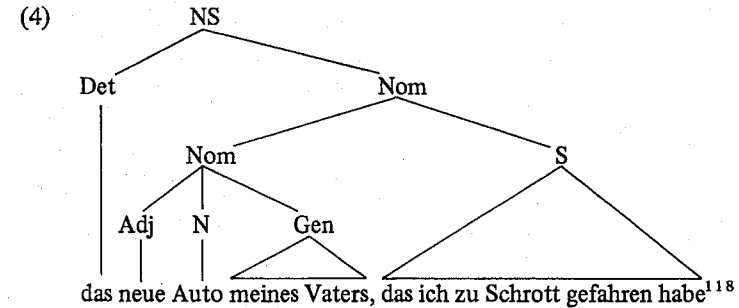 (4) NS
Det Nom
Nom S
Adj N Gen
das neue Auto meines Vaters, das ich zu Schrott gefahren habe¹¹⁸